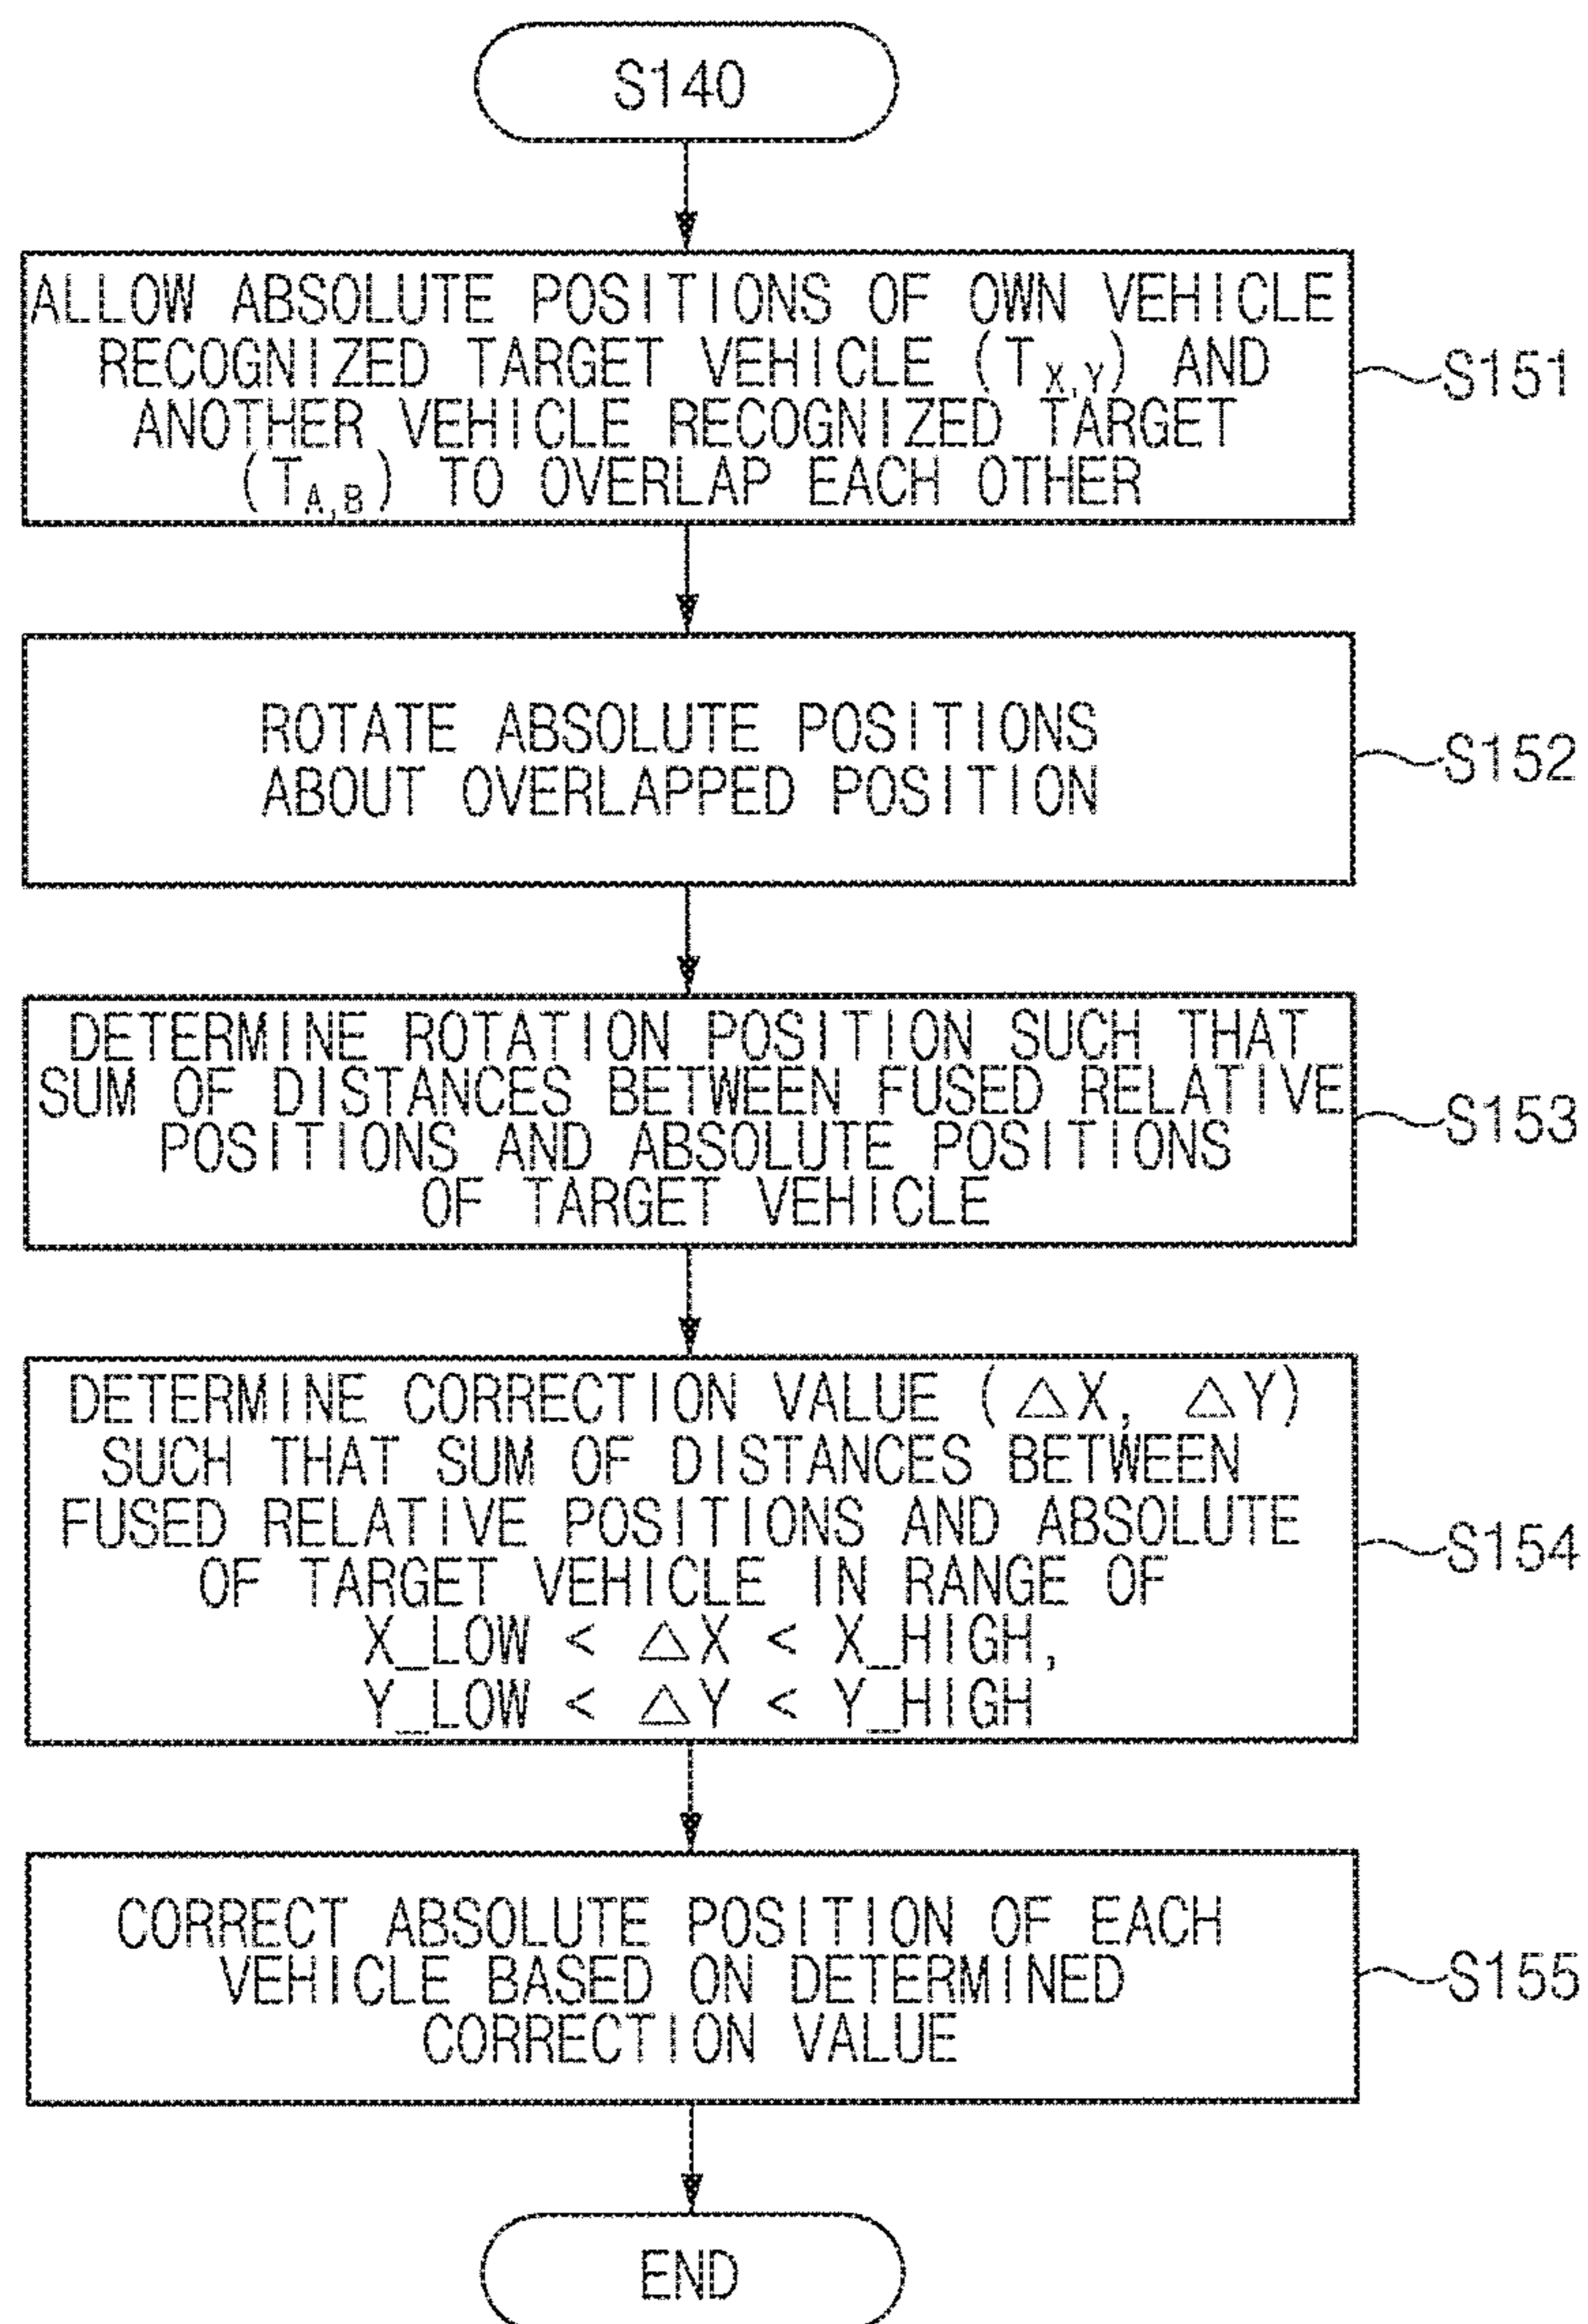 S140
ALLOW ABSOLUTE POSITIONS OF OWN VEHICLE
RECOGNIZED TARGET VEHICLE (TX,Y) AND
ANOTHER VEHICLE RECOGNIZED TARGET
(TA,B) TO OVERLAP EACH OTHER
S151
ROTATE ABSOLUTE POSITIONS
ABOUT OVERLAPPED POSITION
S152
DETERMINE ROTATION POSITION SUCH THAT
SUM OF DISTANCES BETWEEN FUSED RELATIVE
POSITIONS AND ABSOLUTE POSITIONS
OF TARGET VEHICLE
S153
DETERMINE CORRECTION VALUE (△X, △Y)
SUCH THAT SUM OF DISTANCES BETWEEN
FUSED RELATIVE POSITIONS AND ABSOLUTE
OF TARGET VEHICLE IN RANGE OF
X_LOW < △X < X_HIGH,
Y_LOW < △Y < Y_HIGH
S154
CORRECT ABSOLUTE POSITION OF EACH
VEHICLE BASED ON DETERMINED
CORRECTION VALUE
S155
END